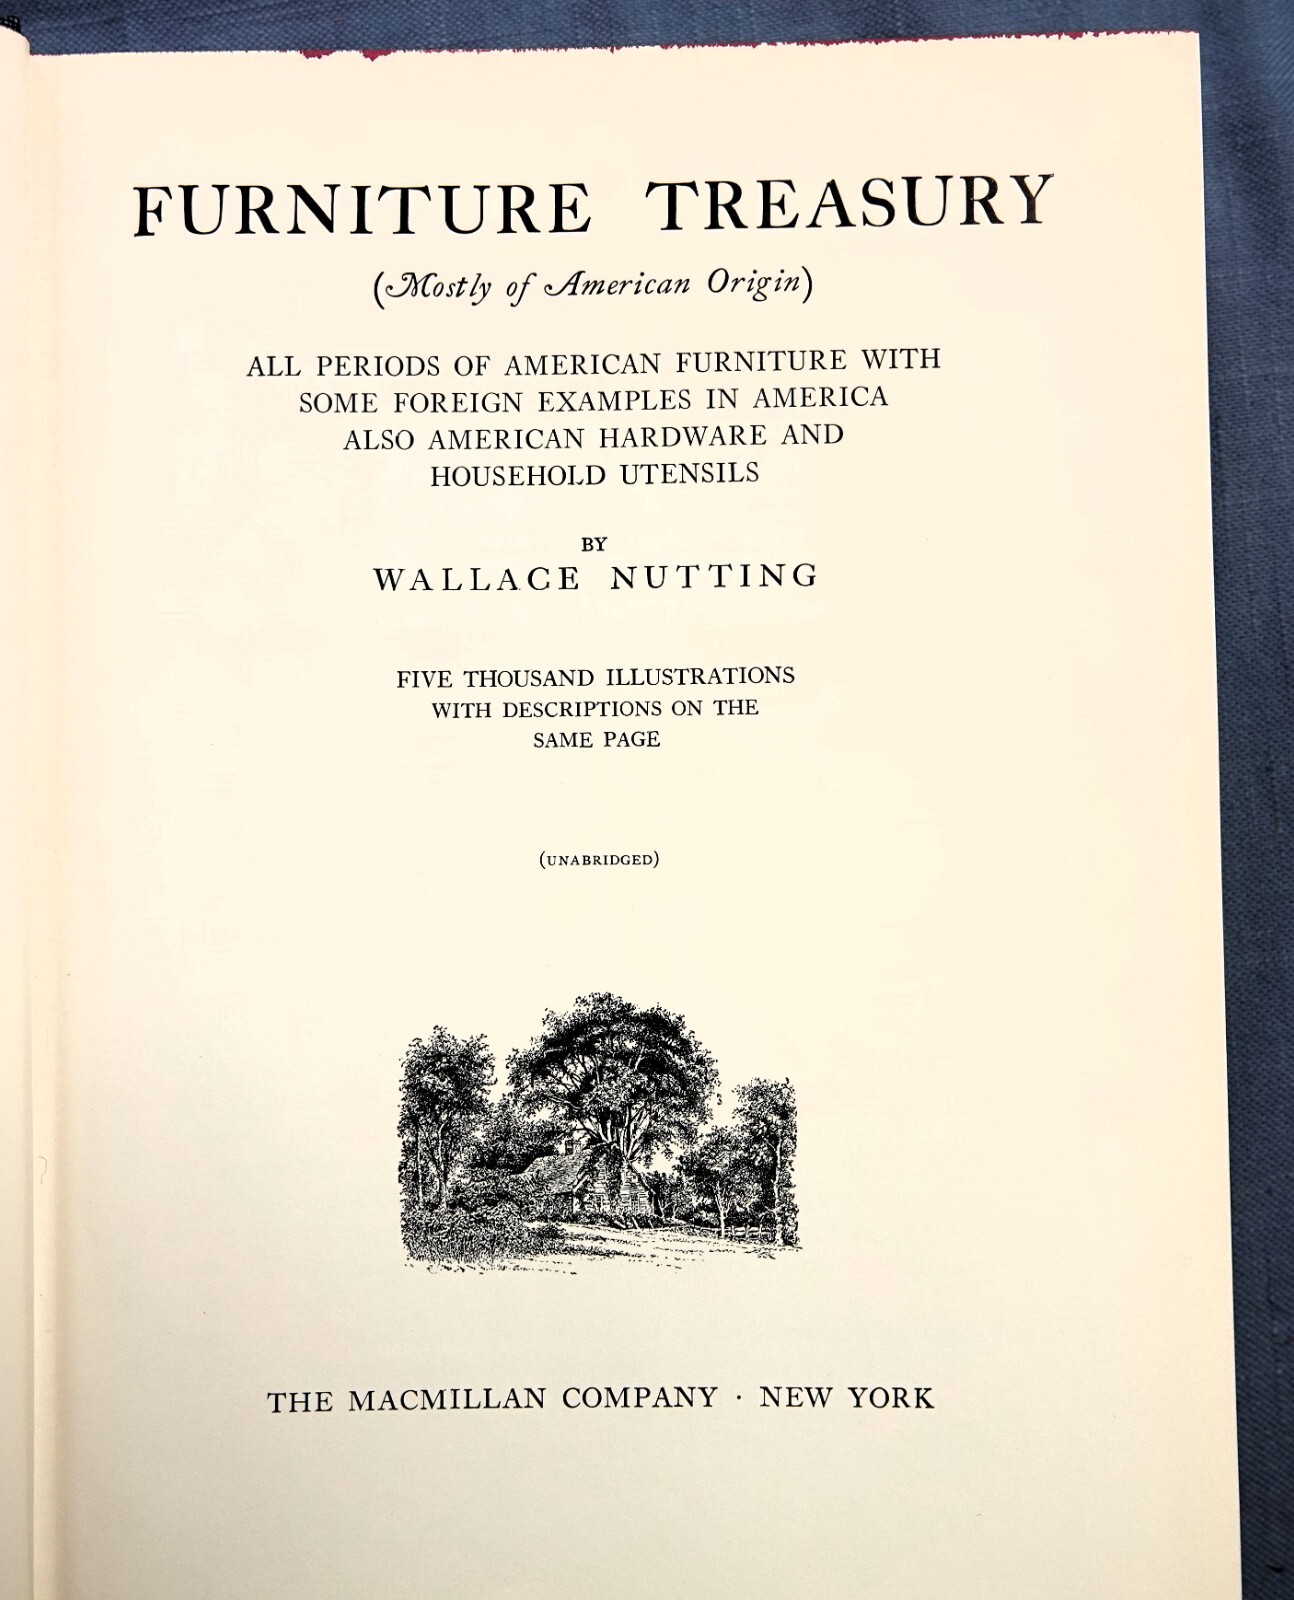 FURNITURE TREASURY
(Mostly of American Origin)
ALL PERIODS OF AMERICAN FURNITURE WITH
SOME FOREIGN EXAMPLES IN AMERICA
ALSO AMERICAN HARDWARE AND
HOUSEHOLD UTENSILS
BY
WALLACE NUTTING
FIVE THOUSAND ILLUSTRATIONS
WITH DESCRIPTIONS ON THE
SAME PAGE
(UNABRIDGED)
THE MACMILLAN COMPANY · NEW YORK